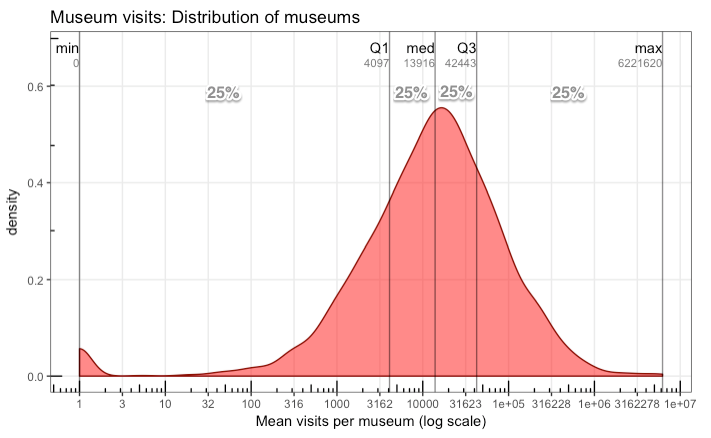 Museum visits: Distribution of museums
min Q1 med Q3 max
0 4097 13916 42443 6221620
25% 25% 25% 25%
0.6
0.4
0.2
0.0
density
1 3 10 32 100 316 1000 3162 10000 31623 1e+05 316228 1e+06 3162278 1e+07
Mean visits per museum (log scale)